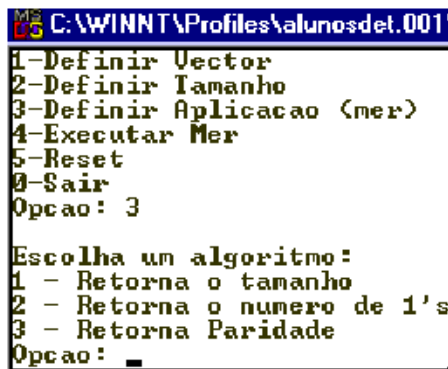 MS DOS C:\WINNT\Profiles\alunosdet.001
1-Definir Vector
2-Definir Tamanho
3-Definir Aplicacao (mer)
4-Executar Mer
5-Reset
0-Sair
Opcao: 3
Escolha um algoritmo:
1 - Retorna o tamanho
2 - Retorna o numero de 1's
3 - Retorna Paridade
Opcao: _